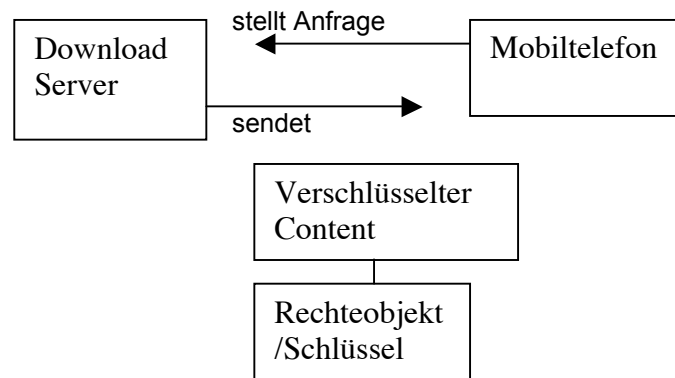 stellt Anfrage
Download
Server
Mobiltelefon
sendet
Verschlüsselter
Content
Rechteobjekt
/Schlüssel